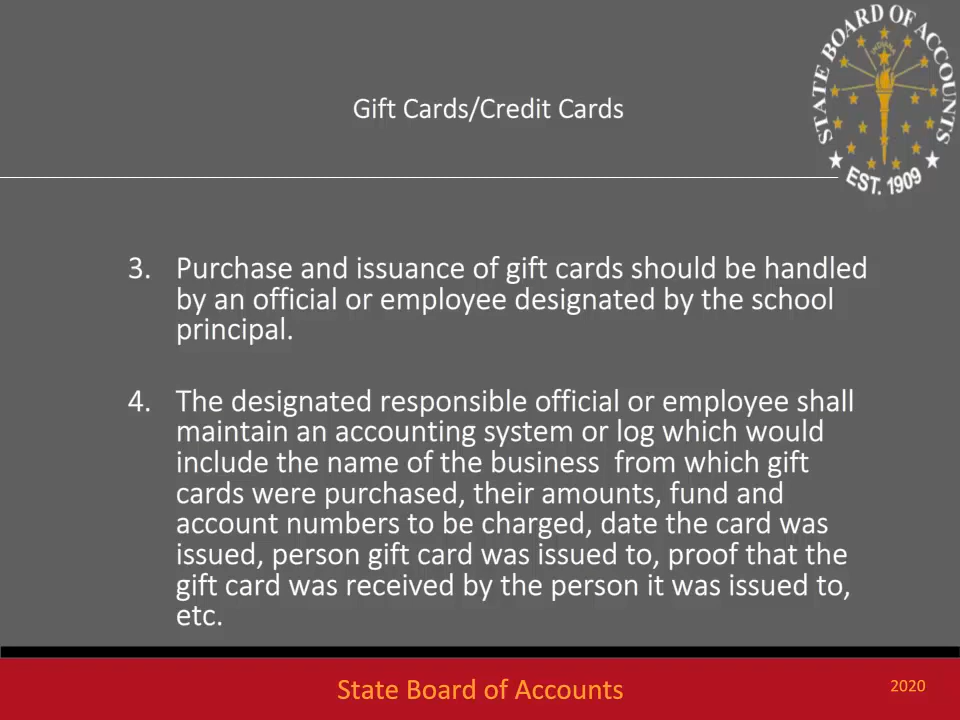 STATE BOARD OF ACCOUNTS
INDIANA
EST. 1909
Gift Cards/Credit Cards
3. Purchase and issuance of gift cards should be handled
by an official or employee designated by the school
principal.
4. The designated responsible official or employee shall
maintain an accounting system or log which would
include the name of the business  from which gift
cards were purchased, their amounts, fund and
account numbers to be charged, date the card was
issued, person gift card was issued to, proof that the
gift card was received by the person it was issued to,
etc.
State Board of Accounts
2020